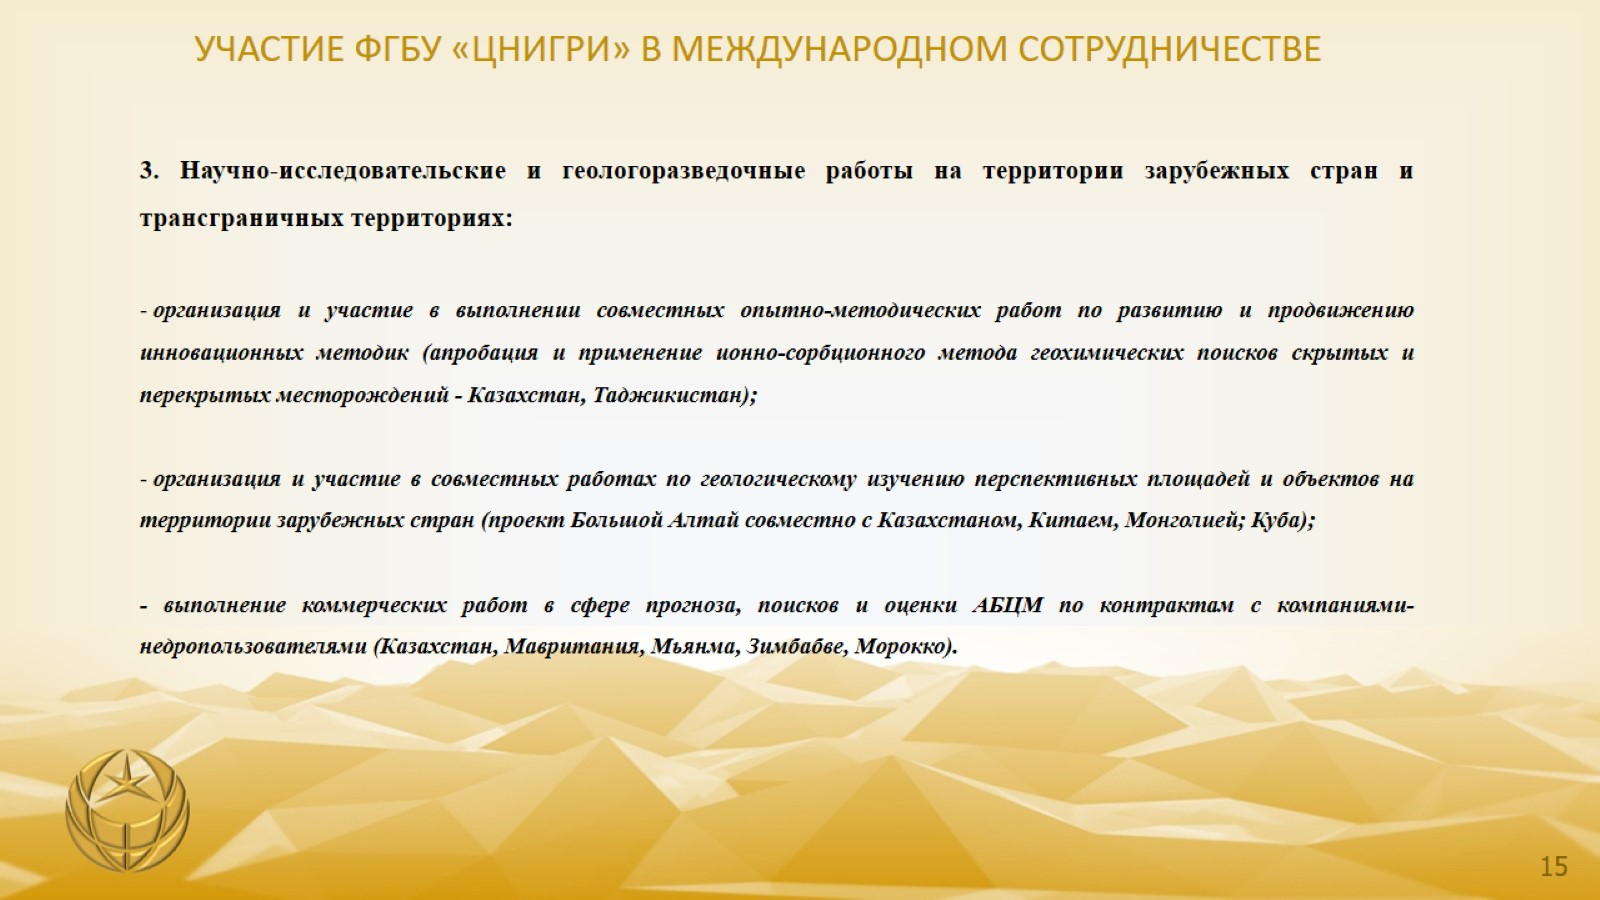 УЧАСТИЕ ФГБУ «ЦНИГРИ» В МЕЖДУНАРОДНОМ СОТРУДНИЧЕСТВЕ
3. Научно-исследовательские и геологоразведочные работы на территории зарубежных стран и
трансграничных территориях:
- организация и участие в выполнении совместных опытно-методических работ по развитию и продвижению
инновационных методик (апробация и применение ионно-сорбционного метода геохимических поисков скрытых и
перекрытых месторождений - Казахстан, Таджикистан);
- организация и участие в совместных работах по геологическому изучению перспективных площадей и объектов на
территории зарубежных стран (проект Большой Алтай совместно с Казахстаном, Китаем, Монголией; Куба);
- выполнение коммерческих работ в сфере прогноза, поисков и оценки АБЦМ по контрактам с компаниями-
недропользователями (Казахстан, Мавритания, Мьянма, Зимбабве, Морокко).
15